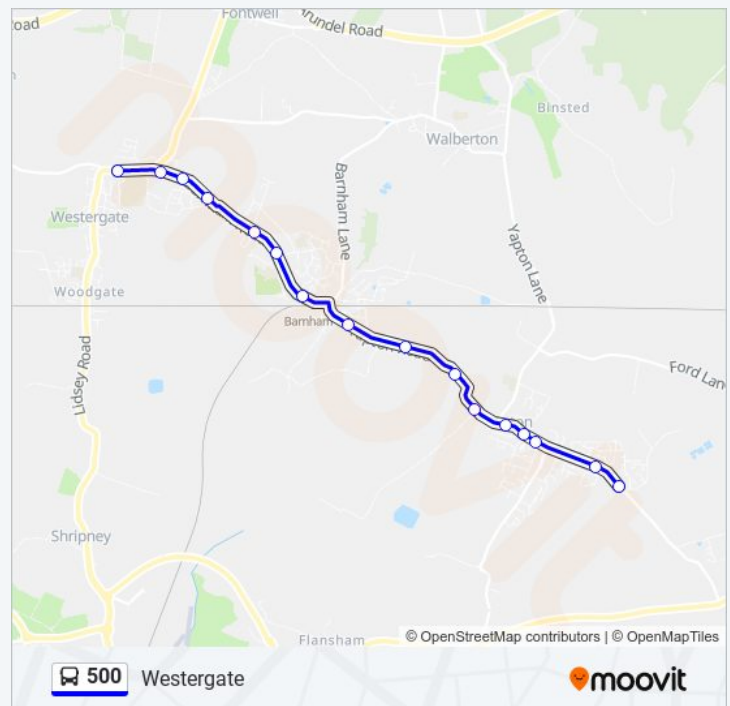 Fontwell
Arundel Road
Binsted
Walberton
Barnham Lane
Westergate
Yapton Lane
Woodgate
Barnham
Ford Lane
Lidsey Road
Shripney
Flansham
© OpenStreetMap contributors | © OpenMapTiles
500 Westergate
moovit